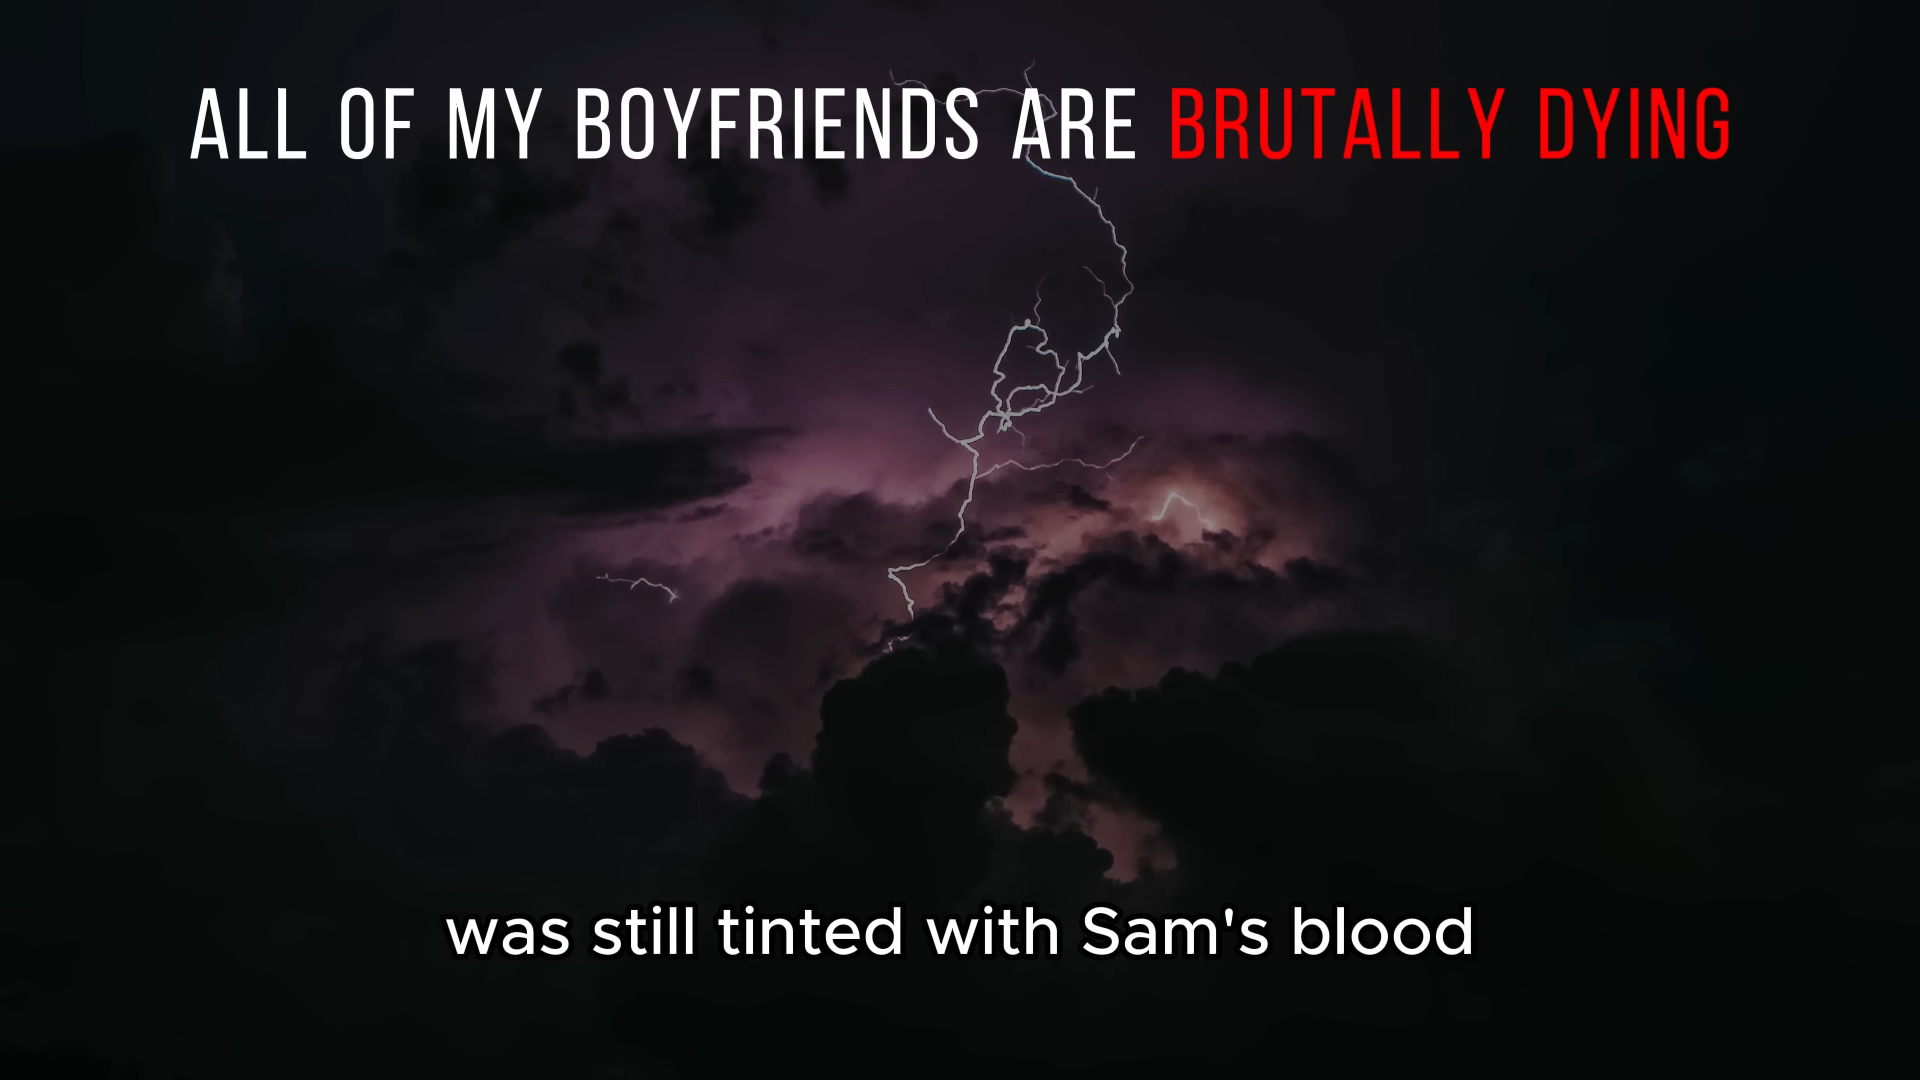 ALL OF MY BOYFRIENDS ARE BRUTALLY DYING
was still tinted with Sam's blood